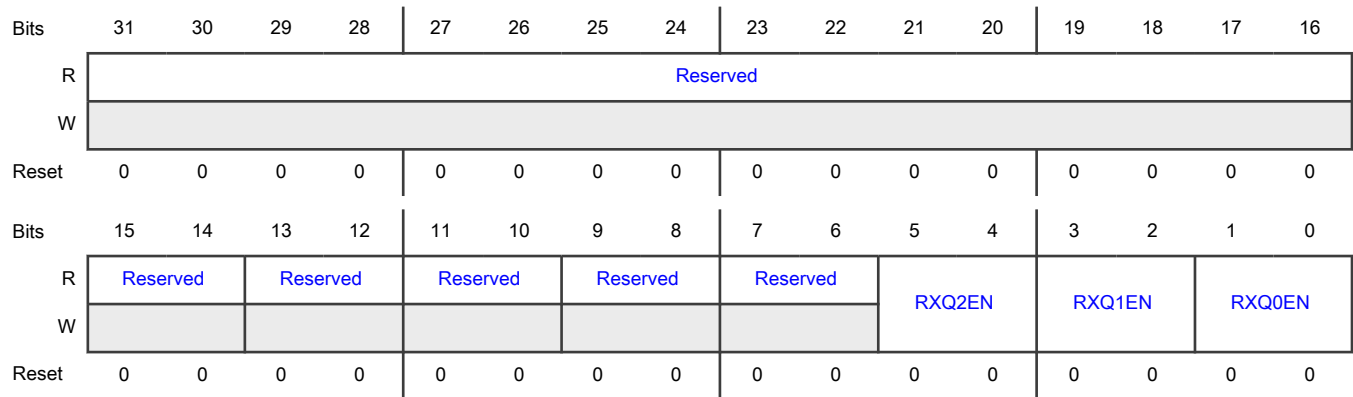 Bits 31 30 29 28 27 26 25 24 23 22 21 20 19 18 17 16
R Reserved
W
Reset 0 0 0 0 0 0 0 0 0 0 0 0 0 0 0 0
Bits 15 14 13 12 11 10 9 8 7 6 5 4 3 2 1 0
R Reserved Reserved Reserved Reserved Reserved
RXQ2EN RXQ1EN RXQ0EN
W
Reset 0 0 0 0 0 0 0 0 0 0 0 0 0 0 0 0